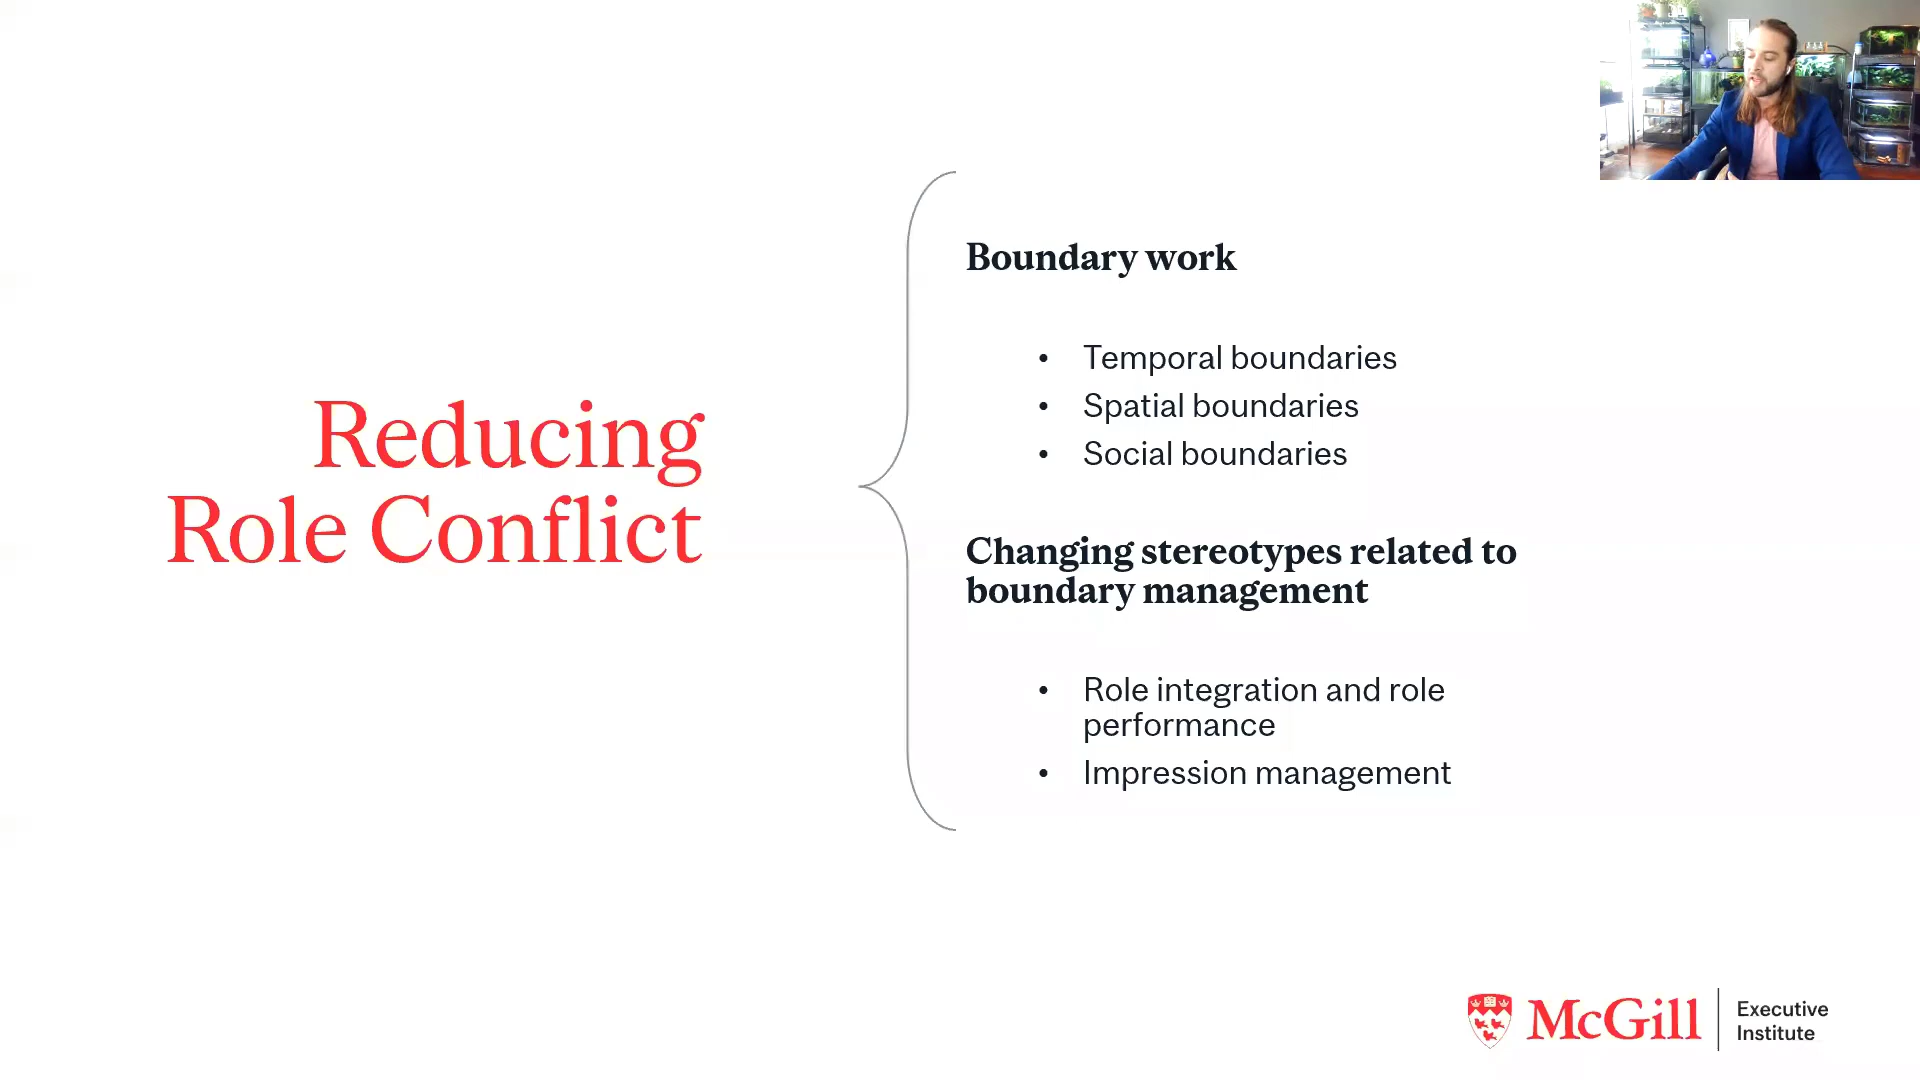 Reducing
Role Conflict
Boundary work
• Temporal boundaries
• Spatial boundaries
• Social boundaries
Changing stereotypes related to
boundary management
• Role integration and role
performance
• Impression management
McGill
Executive
Institute